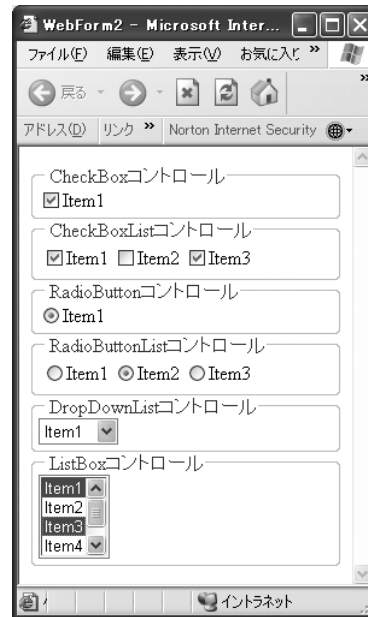 WebForm2 - Microsoft Inter...
ファイル(F) 編集(E) 表示(V) お気に入り »
戻る
»
アドレス(D) リンク » Norton Internet Security
CheckBoxコントロール
Item1
CheckBoxListコントロール
Item1 Item2 Item3
RadioButtonコントロール
Item1
RadioButtonListコントロール
Item1 Item2 Item3
DropDownListコントロール
Item1
ListBoxコントロール
Item1
Item2
Item3
Item4
イントラネット